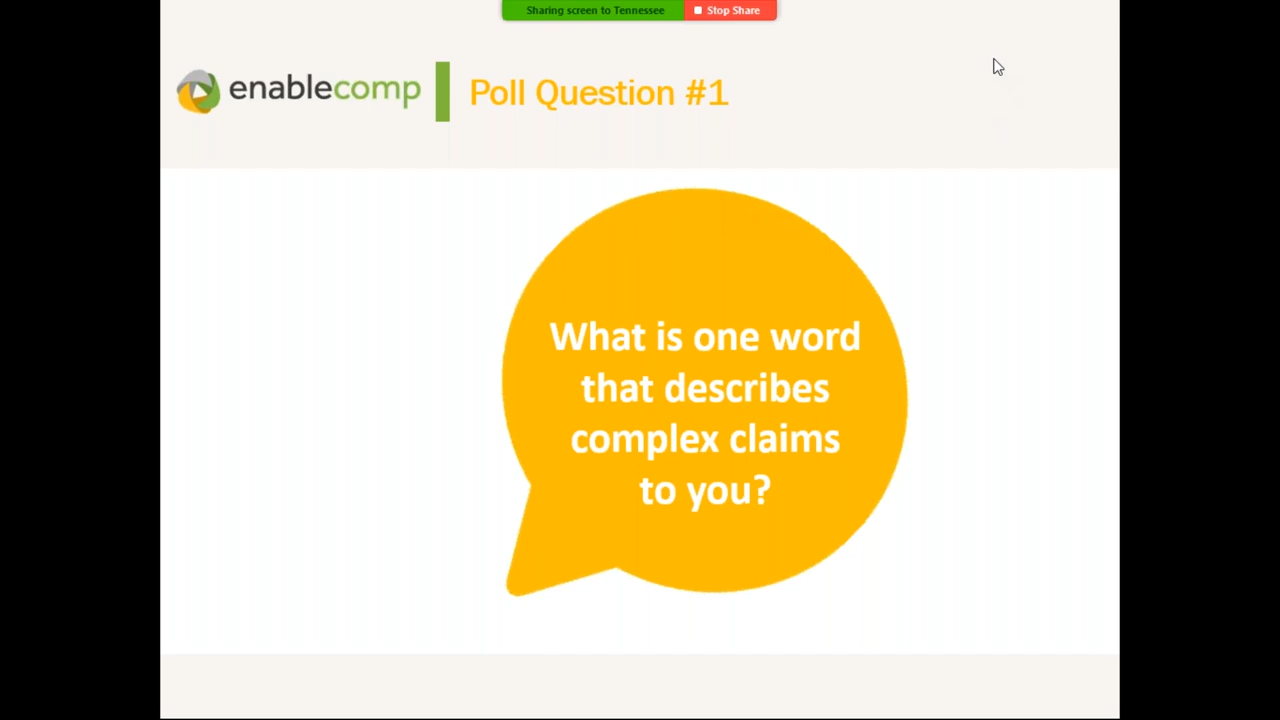 Sharing screen to Tennessee Stop Share
enablecomp Poll Question #1
What is one word
that describes
complex claims
to you?